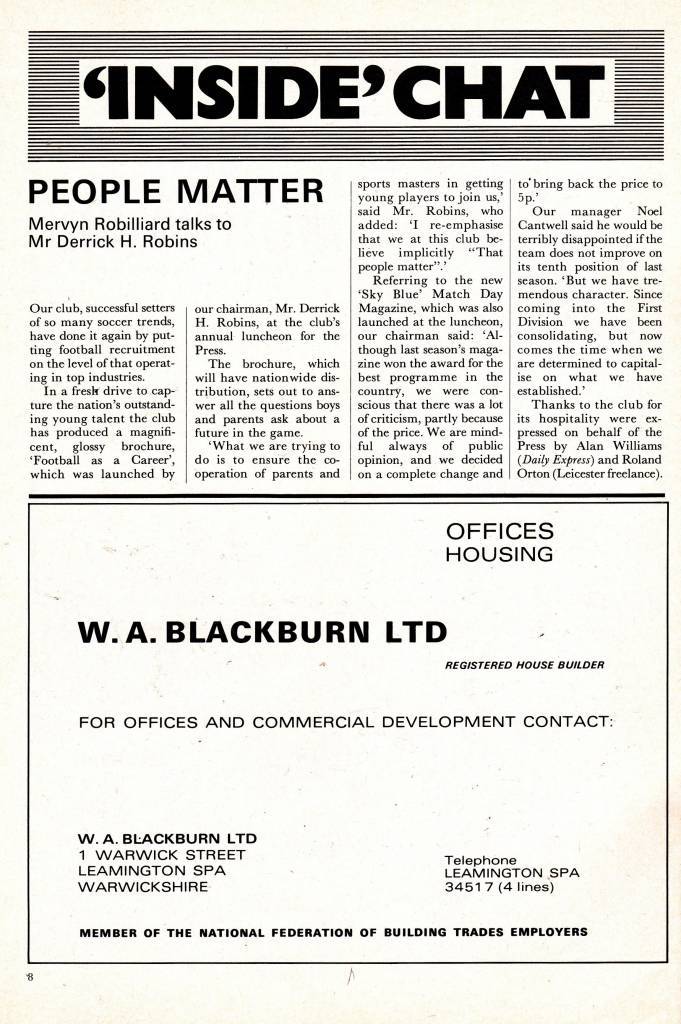 ‘INSIDE’ CHAT
PEOPLE MATTER
Mervyn Robilliard talks to
Mr Derrick H. Robins
Our club, successful setters
of so many soccer trends,
have done it again by put-
ting football recruitment
on the level of that operat-
ing in top industries.
In a fresh drive to cap-
ture the nation’s outstand-
ing young talent the club
has produced a magnifi-
cent, glossy brochure,
‘Football as a Career’,
which was launched by
our chairman, Mr. Derrick
H. Robins, at the club’s
annual luncheon for the
Press.
The brochure, which
will have nationwide dis-
tribution, sets out to ans-
wer all the questions boys
and parents ask about a
future in the game.
‘What we are trying to
do is to ensure the co-
operation of parents and
sports masters in getting
young players to join us,’
said Mr. Robins, who
added: ‘I re-emphasise
that we at this club be-
lieve implicitly “That
people matter”.’
Referring to the new
‘Sky Blue’ Match Day
Magazine, which was also
launched at the luncheon,
our chairman said: ‘Al-
though last season’s maga-
zine won the award for the
best programme in the
country, we were con-
scious that there was a lot
of criticism, partly because
of the price. We are mind-
ful always of public
opinion, and we decided
on a complete change and
to bring back the price to
5p.’
Our manager Noel
Cantwell said he would be
terribly disappointed if the
team does not improve on
its tenth position of last
season. ‘But we have tre-
mendous character. Since
coming into the First
Division we have been
consolidating, but now
comes the time when we
are determined to capital-
ise on what we have
established.’
Thanks to the club for
its hospitality were ex-
pressed on behalf of the
Press by Alan Williams
(Daily Express) and Roland
Orton (Leicester freelance).
OFFICES
HOUSING
W. A. BLACKBURN LTD
REGISTERED HOUSE BUILDER
FOR OFFICES AND COMMERCIAL DEVELOPMENT CONTACT:
W. A. BLACKBURN LTD
1 WARWICK STREET
LEAMINGTON SPA
WARWICKSHIRE
Telephone
LEAMINGTON SPA
34517 (4 lines)
MEMBER OF THE NATIONAL FEDERATION OF BUILDING TRADES EMPLOYERS
8